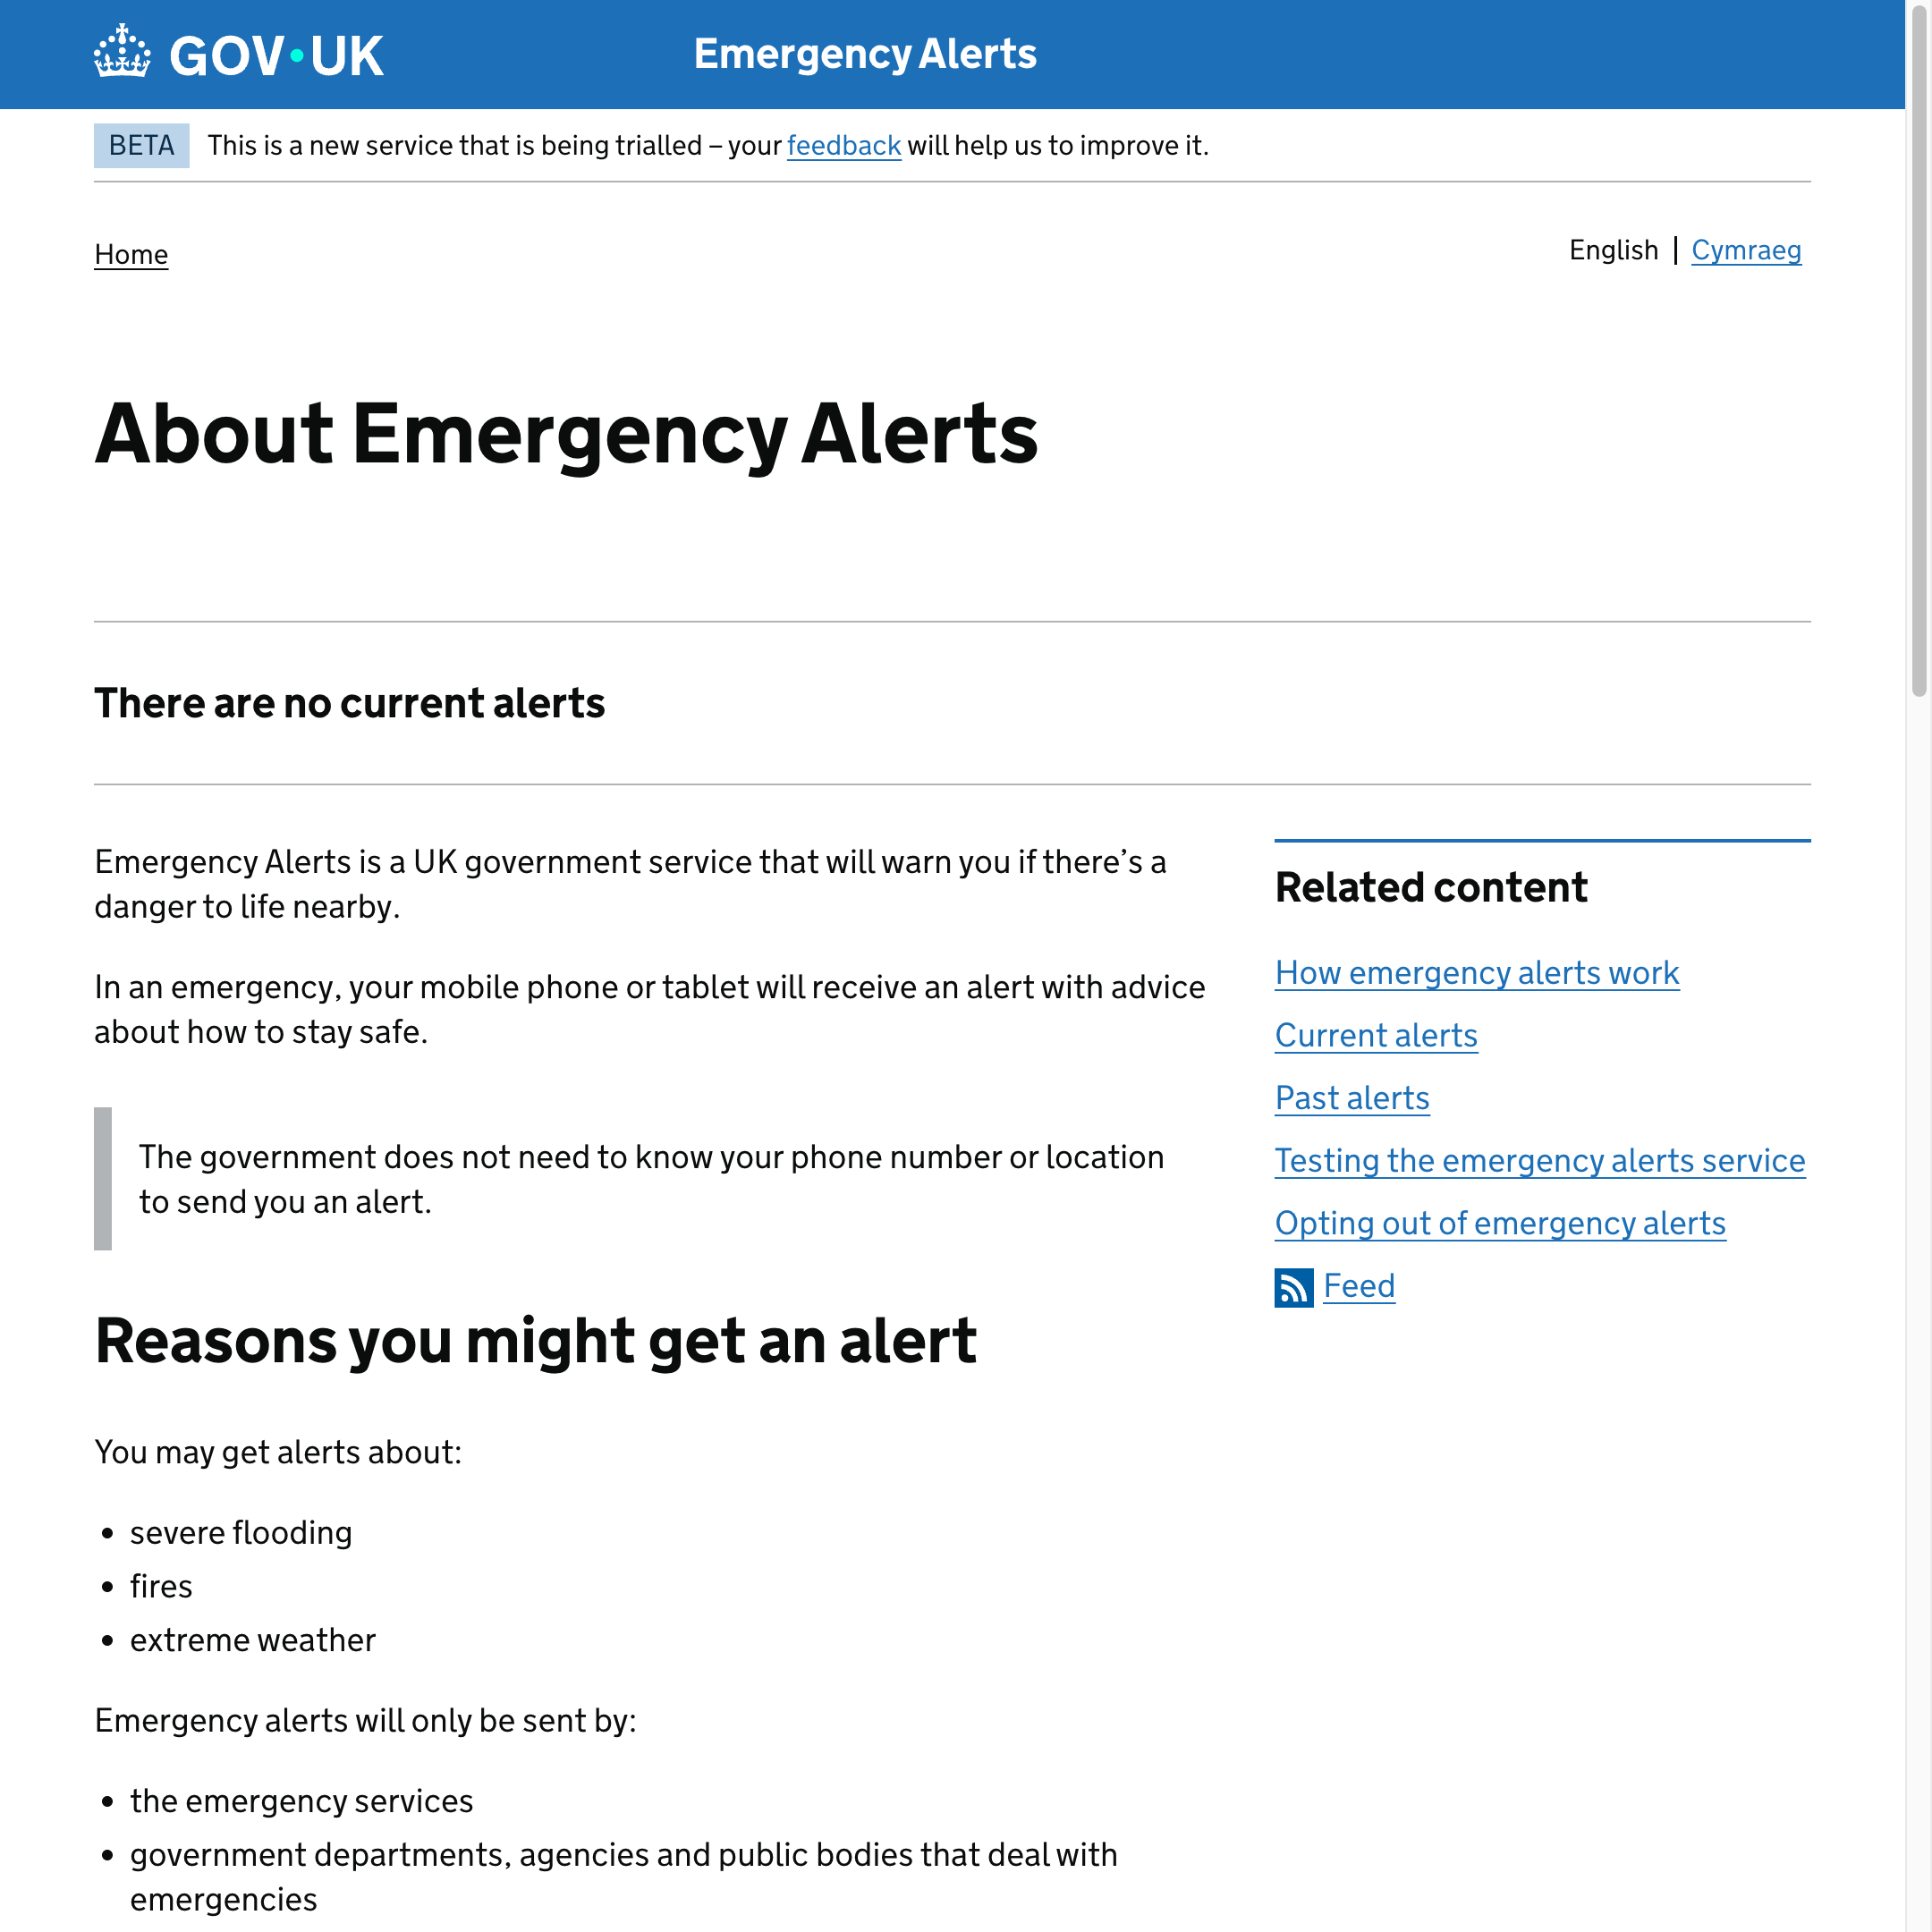 GOV·UK
Emergency Alerts
BETA This is a new service that is being trialled – your feedback will help us to improve it.
Home
English | Cymraeg
About Emergency Alerts
There are no current alerts
Emergency Alerts is a UK government service that will warn you if there’s a
danger to life nearby.
In an emergency, your mobile phone or tablet will receive an alert with advice
about how to stay safe.
The government does not need to know your phone number or location
to send you an alert.
Reasons you might get an alert
You may get alerts about:
• severe flooding
• fires
• extreme weather
Emergency alerts will only be sent by:
• the emergency services
• government departments, agencies and public bodies that deal with
emergencies
Related content
How emergency alerts work
Current alerts
Past alerts
Testing the emergency alerts service
Opting out of emergency alerts
Feed